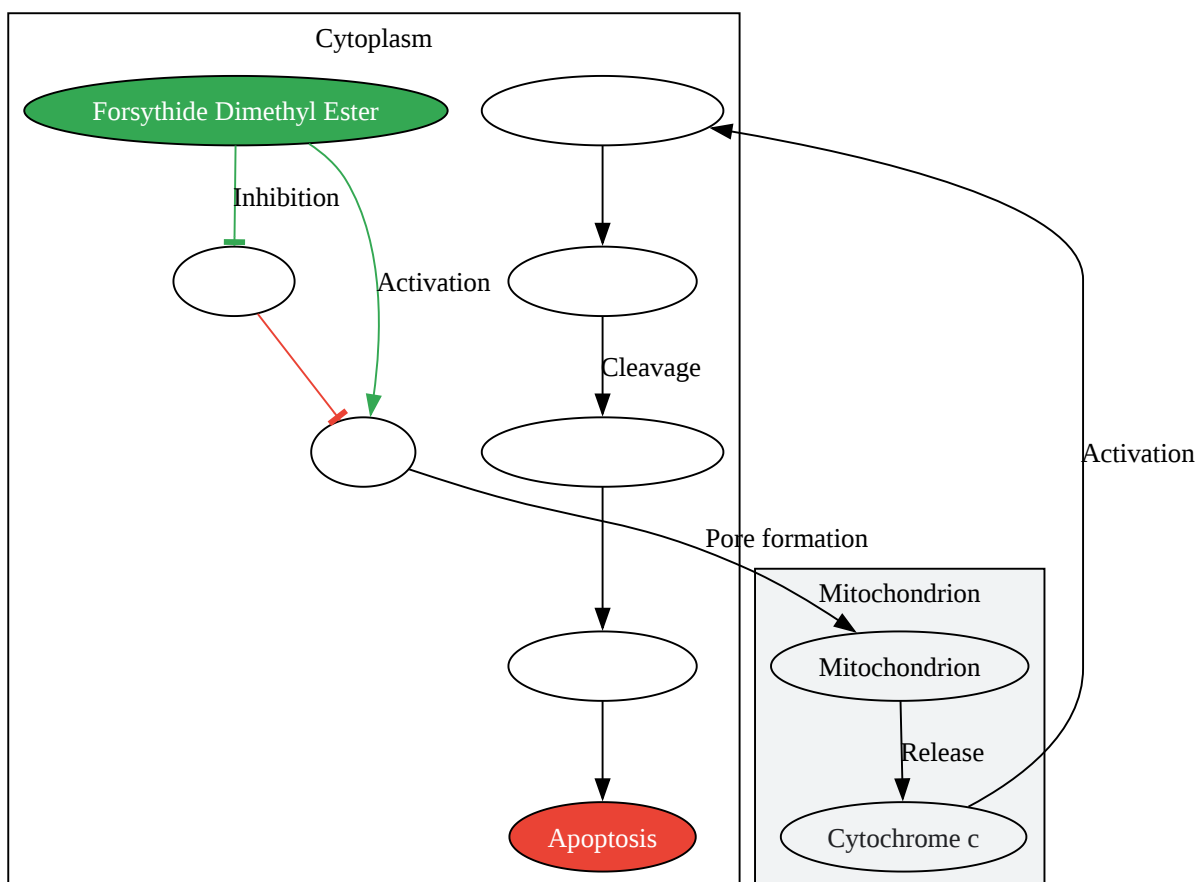 Cytoplasm
Forsythide Dimethyl Ester
Inhibition
Activation
Cleavage
Activation
Pore formation
Mitochondrion
Mitochondrion
Release
Apoptosis
Cytochrome c